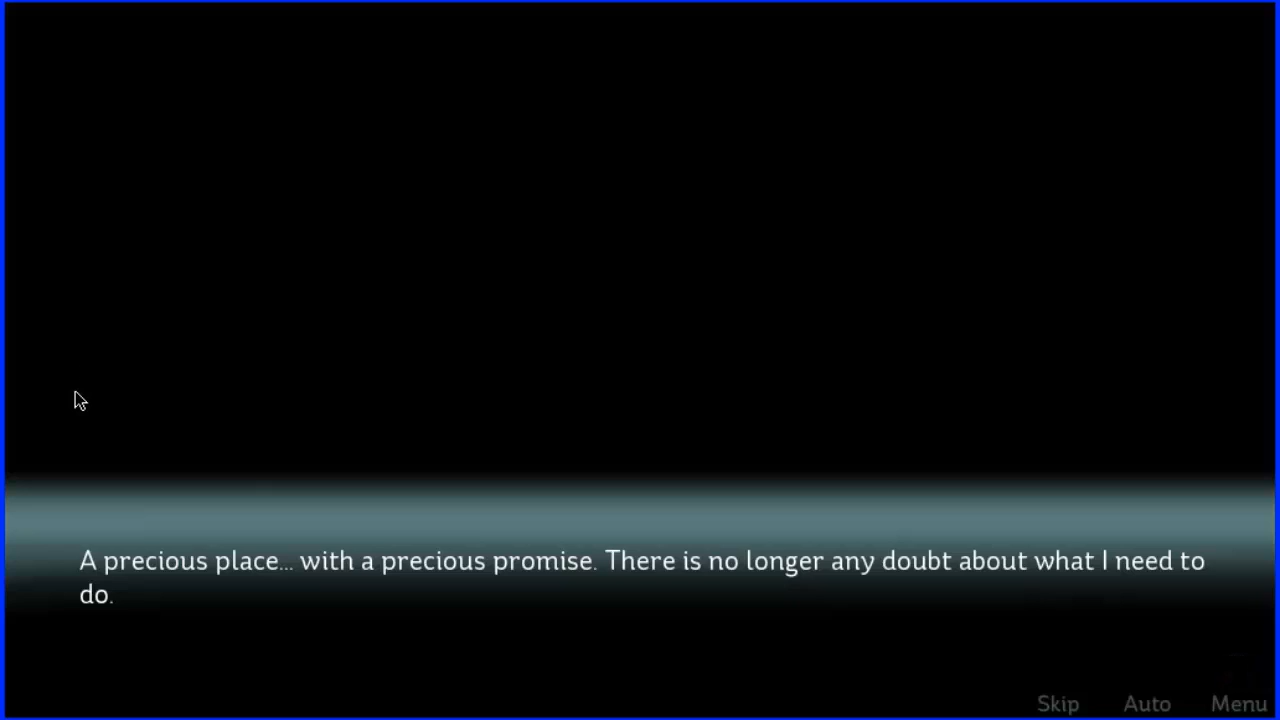 A precious place... with a precious promise. There is no longer any doubt about what I need to
do.
Skip Auto Menu